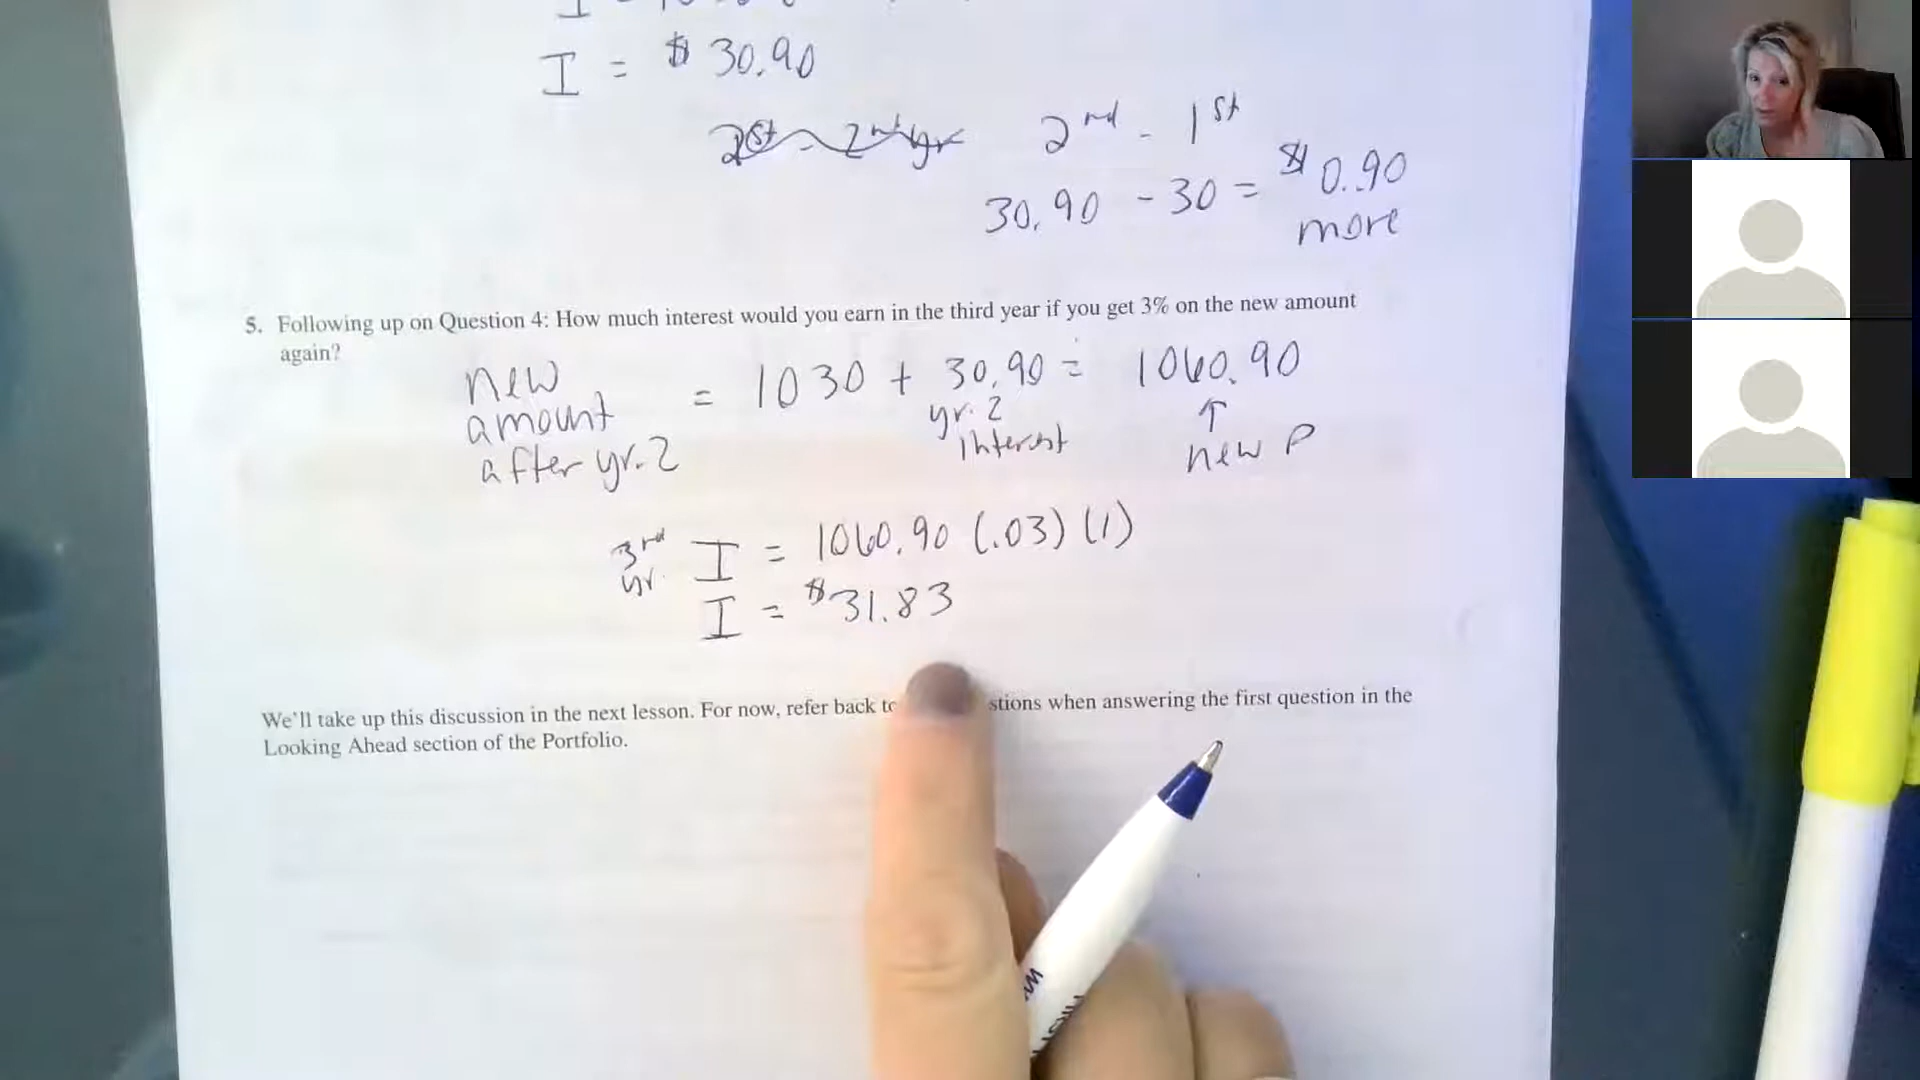 I = $ 30.90
2nd - 1st
30.90 - 30 = $0.90
more
5. Following up on Question 4: How much interest would you earn in the third year if you get 3% on the new amount
again?
new
amount
after yr. 2
= 1030 + 30.90 = 1060.90
yr. 2
interest
↑
new P
3rd
yr.
I = 1060.90 (.03) (1)
I = $31.83
We'll take up this discussion in the next lesson. For now, refer back to stions when answering the first question in the
Looking Ahead section of the Portfolio.